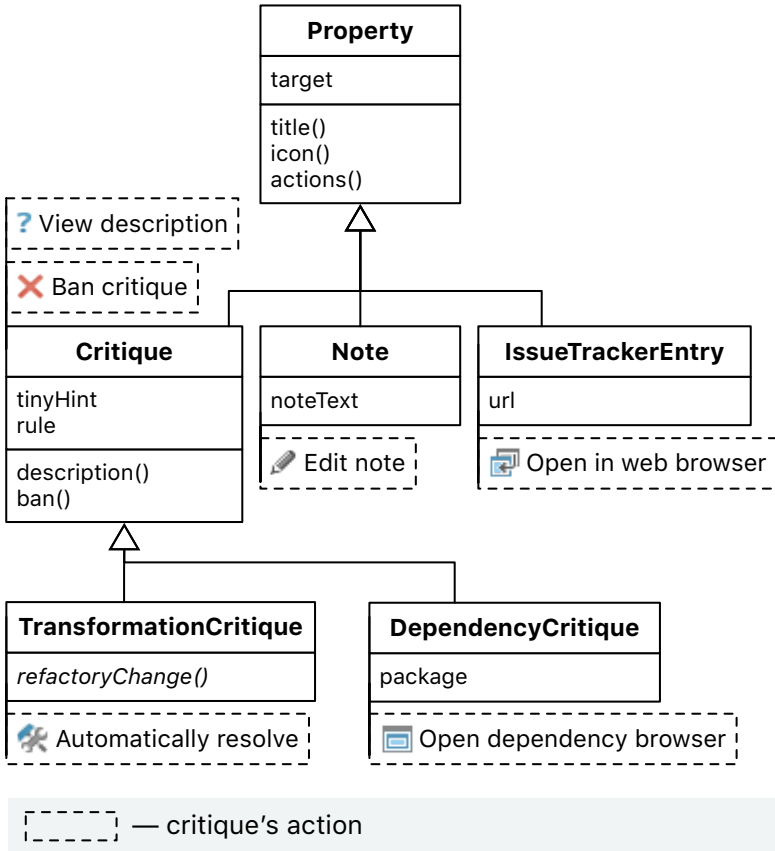 Property
target
title()
icon()
actions()
? View description
Ban critique
Critique
tinyHint
rule
description()
ban()
Note
noteText
Edit note
IssueTrackerEntry
url
Open in web browser
TransformationCritique
refactoryChange()
Automatically resolve
DependencyCritique
package
Open dependency browser
— critique’s action